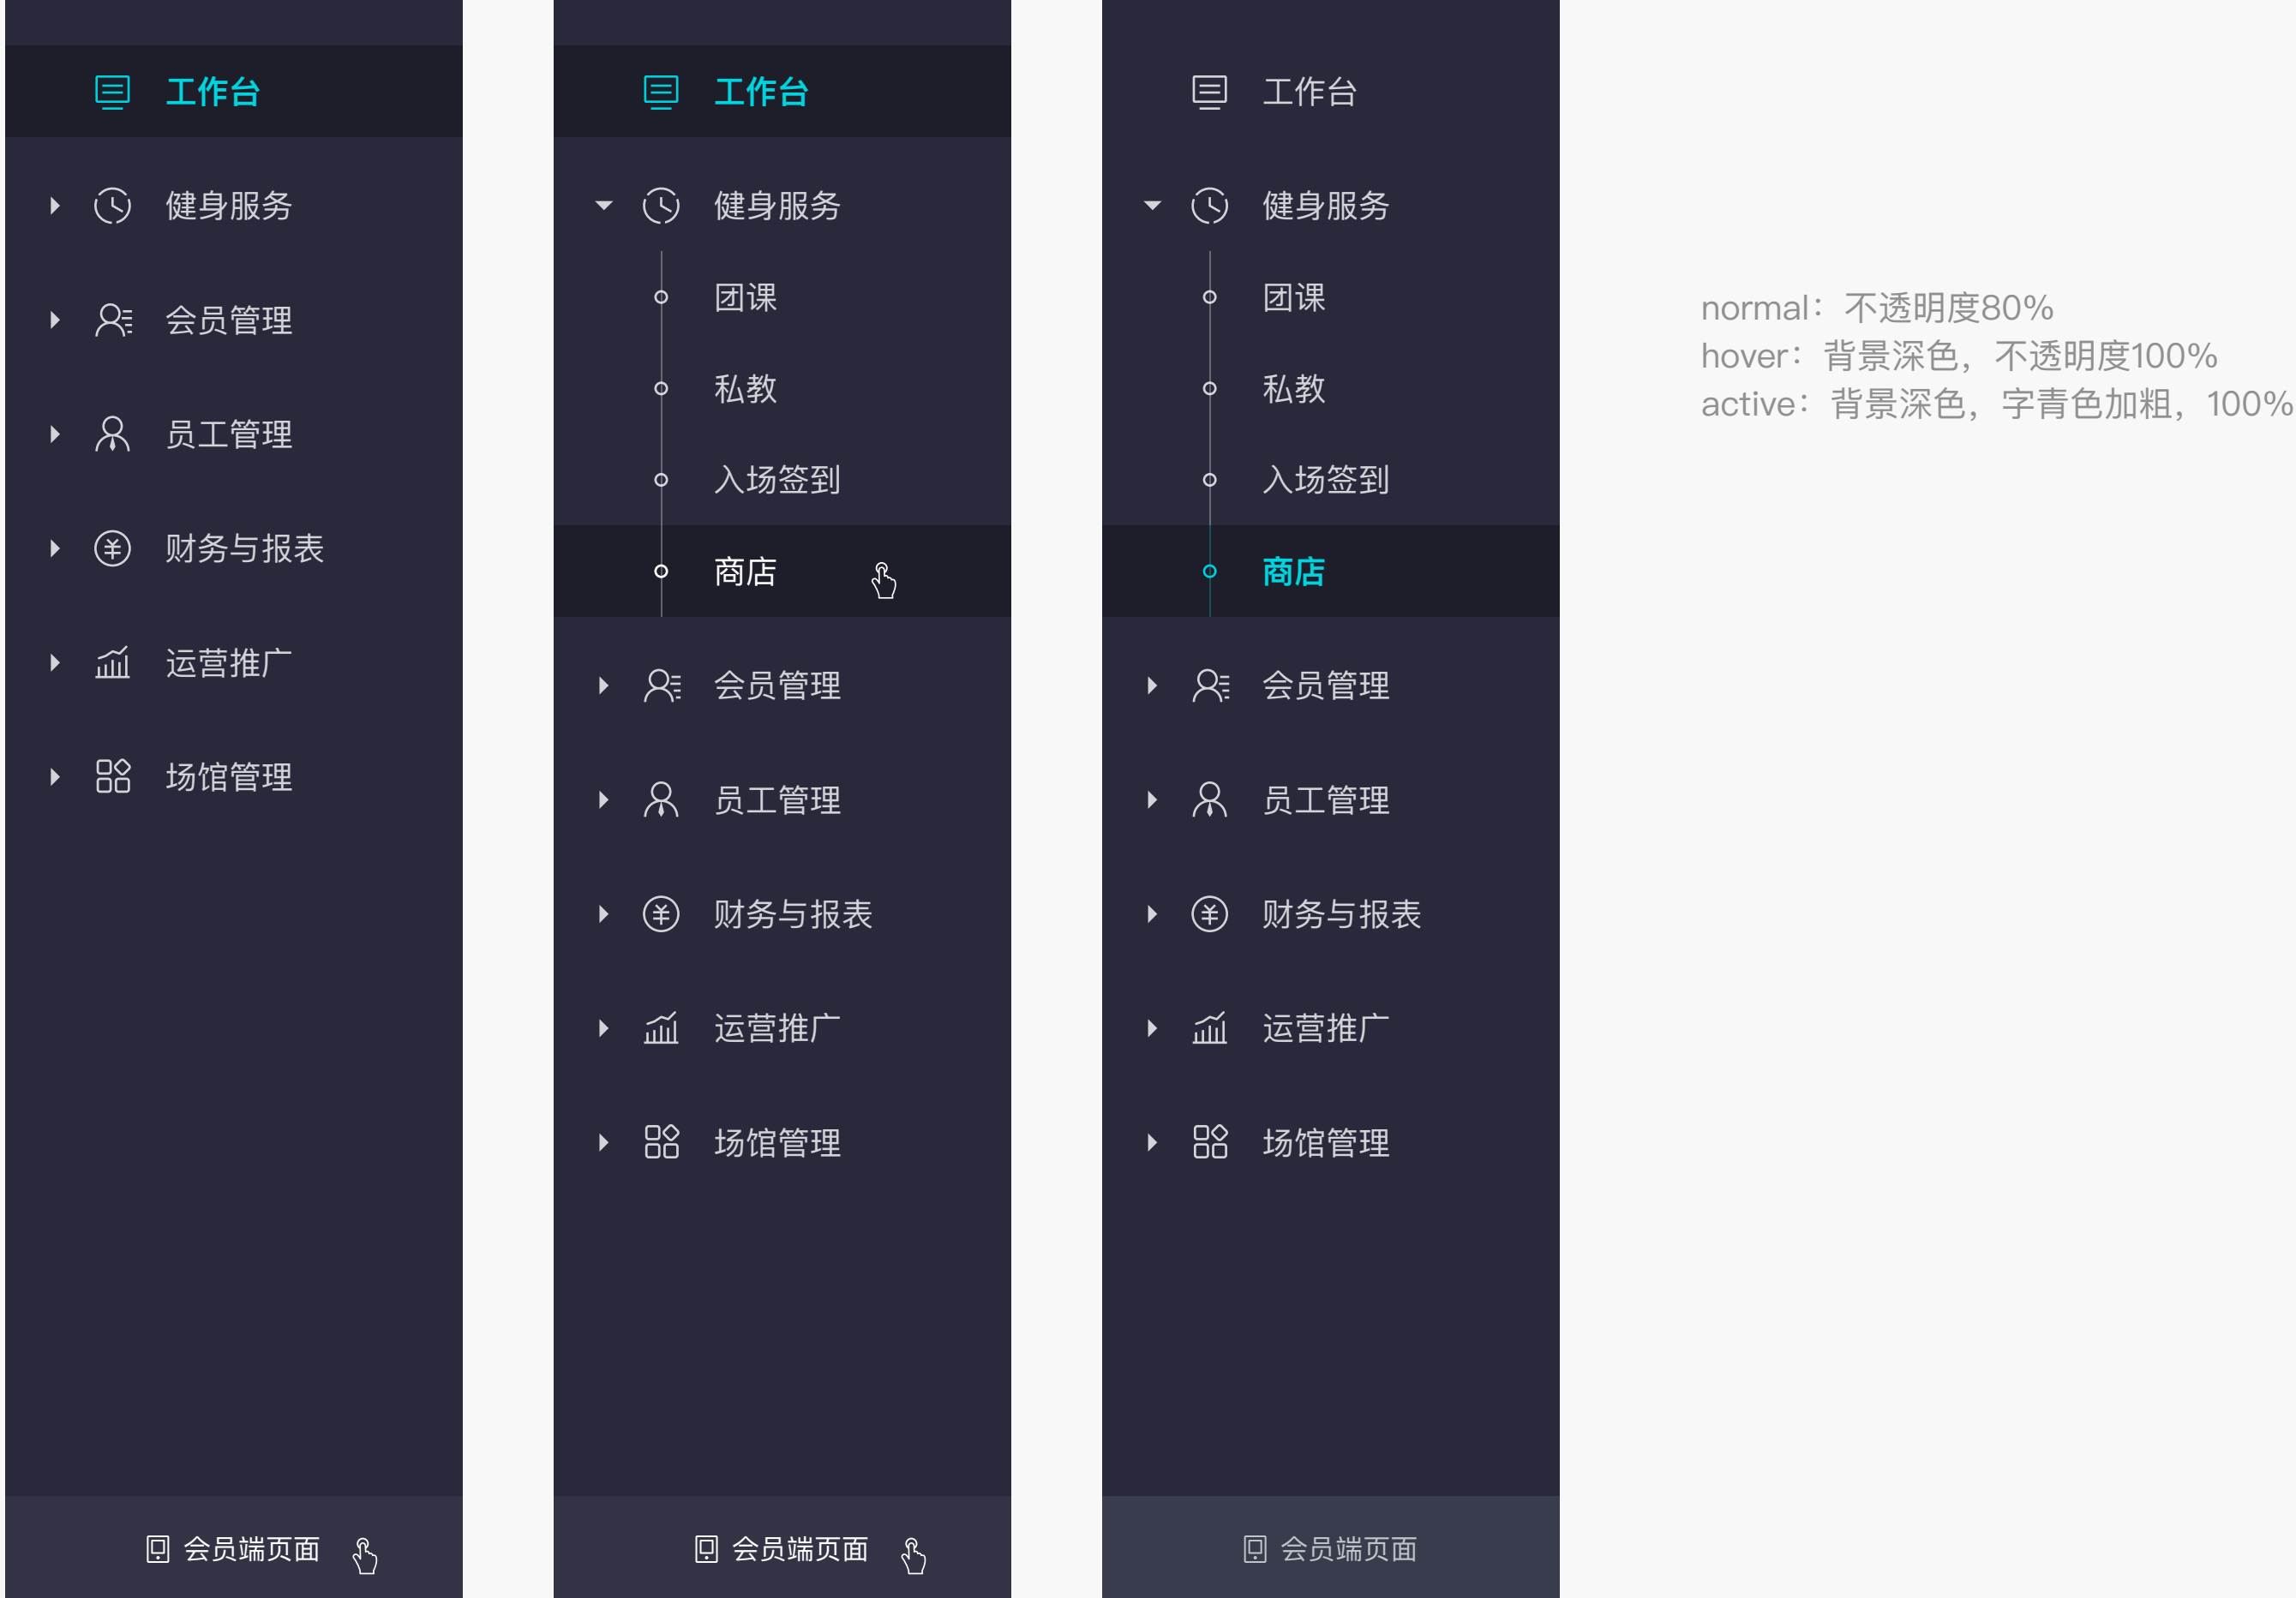 工作台
健身服务
会员管理
员工管理
财务与报表
运营推广
场馆管理
会员端页面
工作台
健身服务
团课
私教
入场签到
商店
会员管理
员工管理
财务与报表
运营推广
场馆管理
会员端页面
工作台
健身服务
团课
私教
入场签到
商店
会员管理
员工管理
财务与报表
运营推广
场馆管理
会员端页面
normal：不透明度80%
hover：背景深色，不透明度100%
active：背景深色，字青色加粗，100%